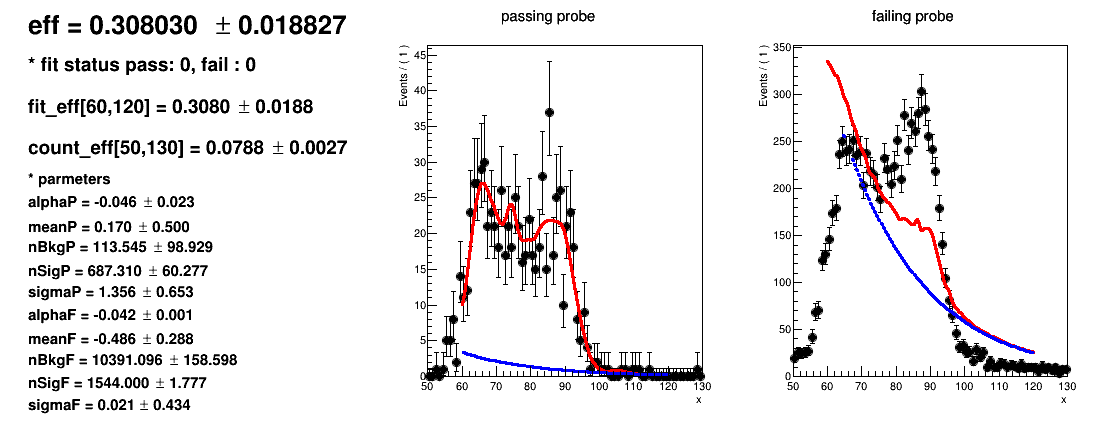 eff = 0.308030 ± 0.018827
* fit status pass: 0, fail : 0
fit_eff[60,120] = 0.3080 ± 0.0188
count_eff[50,130] = 0.0788 ± 0.0027
* parmeters
alphaP = -0.046 ± 0.023
meanP = 0.170 ± 0.500
nBkgP = 113.545 ± 98.929
nSigP = 687.310 ± 60.277
sigmaP = 1.356 ± 0.653
alphaF = -0.042 ± 0.001
meanF = -0.486 ± 0.288
nBkgF = 10391.096 ± 158.598
nSigF = 1544.000 ± 1.777
sigmaF = 0.021 ± 0.434
passing probe
Events / ( 1 )
45
40
35
30
25
20
15
10
5
0
50 60 70 80 90 100 110 120 130
x
failing probe
Events / ( 1 )
350
300
250
200
150
100
50
0
50 60 70 80 90 100 110 120 130
x